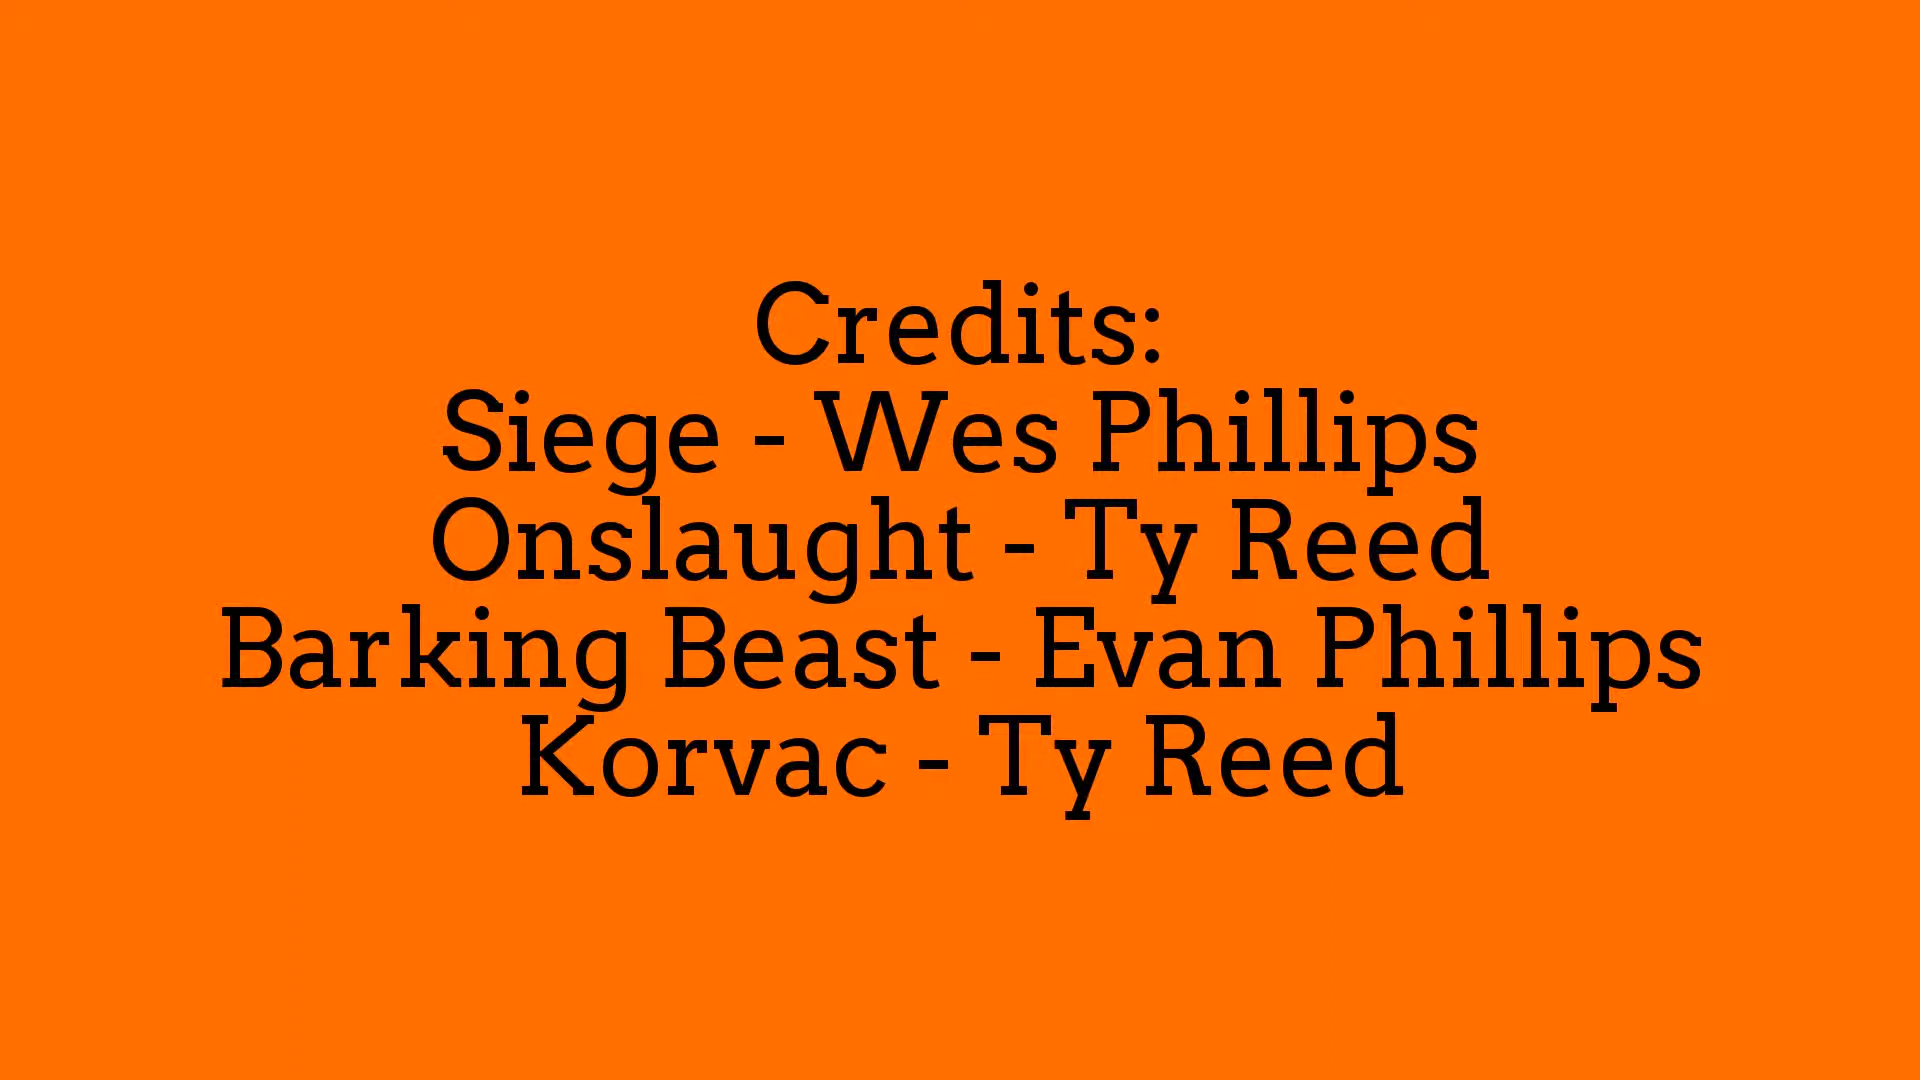 Credits:
Siege - Wes Phillips
Onslaught - Ty Reed
Barking Beast - Evan Phillips
Korvac - Ty Reed